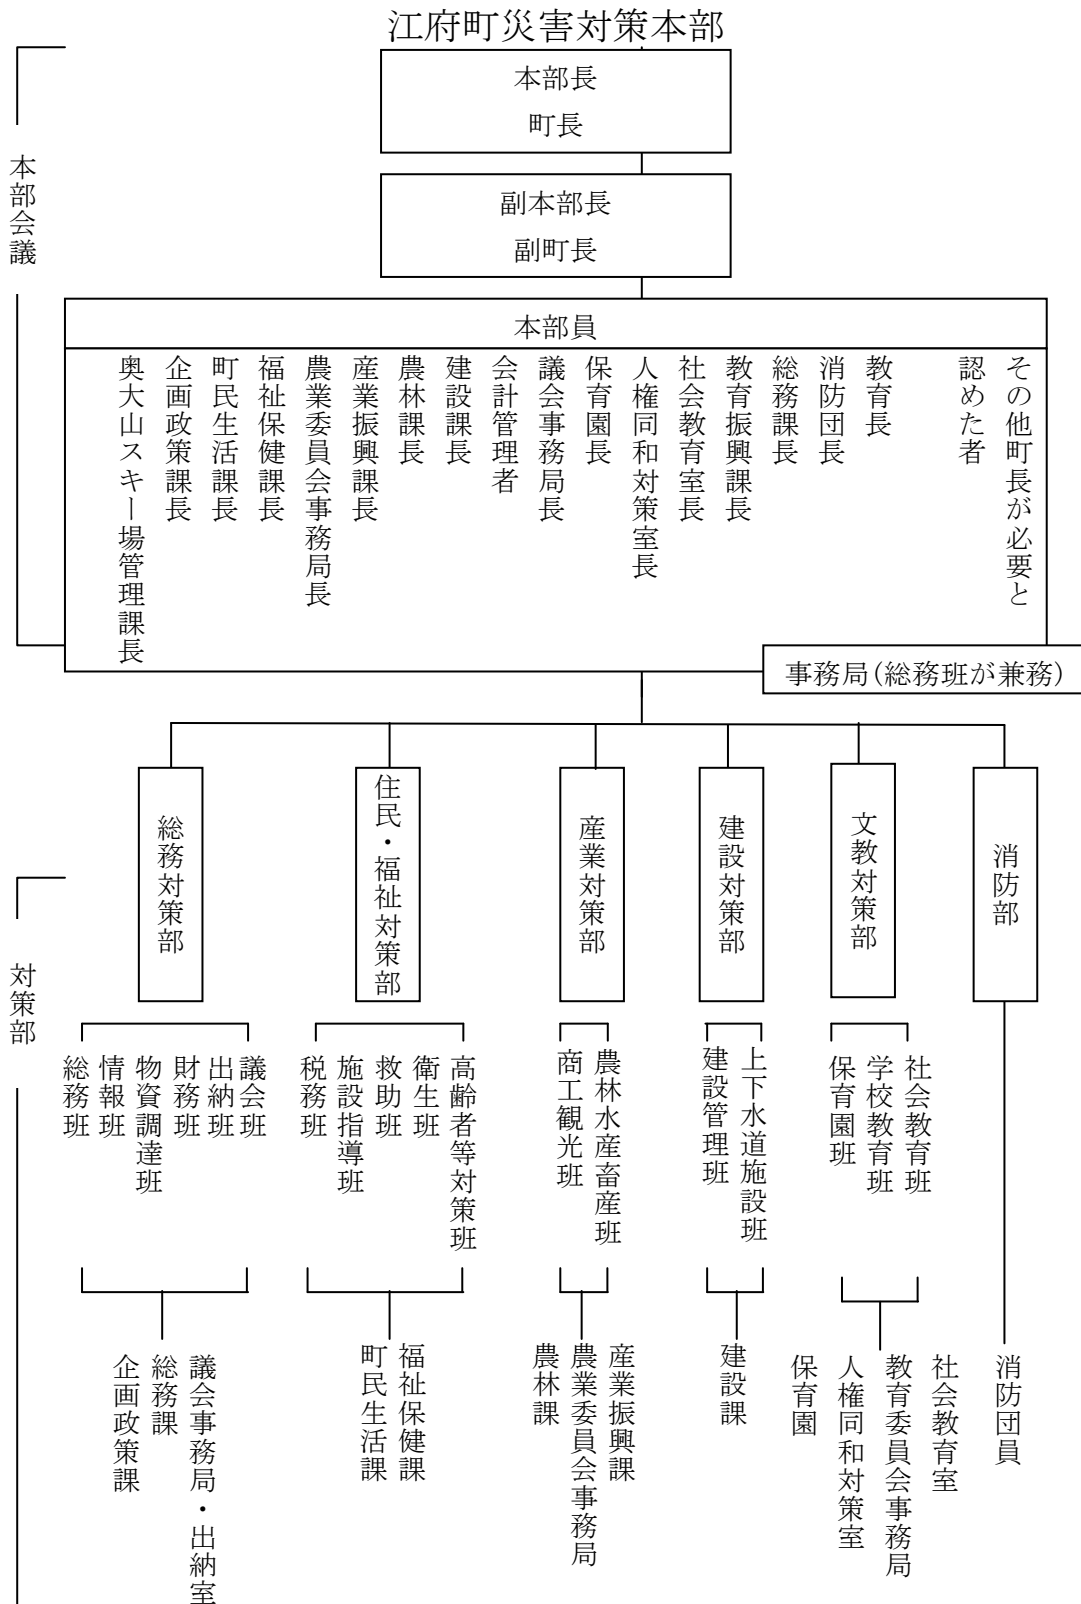 江府町災害対策本部
本部会議
本部長
町長
副本部長
副町長
本部員
その他町長が必要と
認めた者
教育長
消防団長
総務課長
教育振興課長
社会教育室長
人権同和対策室長
保育園長
議会事務局長
会計管理者
建設課長
農林課長
産業振興課長
農業委員会事務局長
福祉保健課長
町民生活課長
企画政策課長
奥大山スキー場管理課長
事務局(総務班が兼務)
対策部
総務対策部
住民・福祉対策部
産業対策部
建設対策部
文教対策部
消防部
総務班
情報班
物資調達班
財務班
出納班
議会班
税務班
施設指導班
救助班
衛生班
高齢者等対策班
商工観光班
農林水産畜産班
建設管理班
上下水道施設班
保育園班
学校教育班
社会教育班
企画政策課
総務課
議会事務局・出納室
町民生活課
福祉保健課
農林課
農業委員会事務局
産業振興課
建設課
保育園
人権同和対策室
教育委員会事務局
社会教育室
消防団員